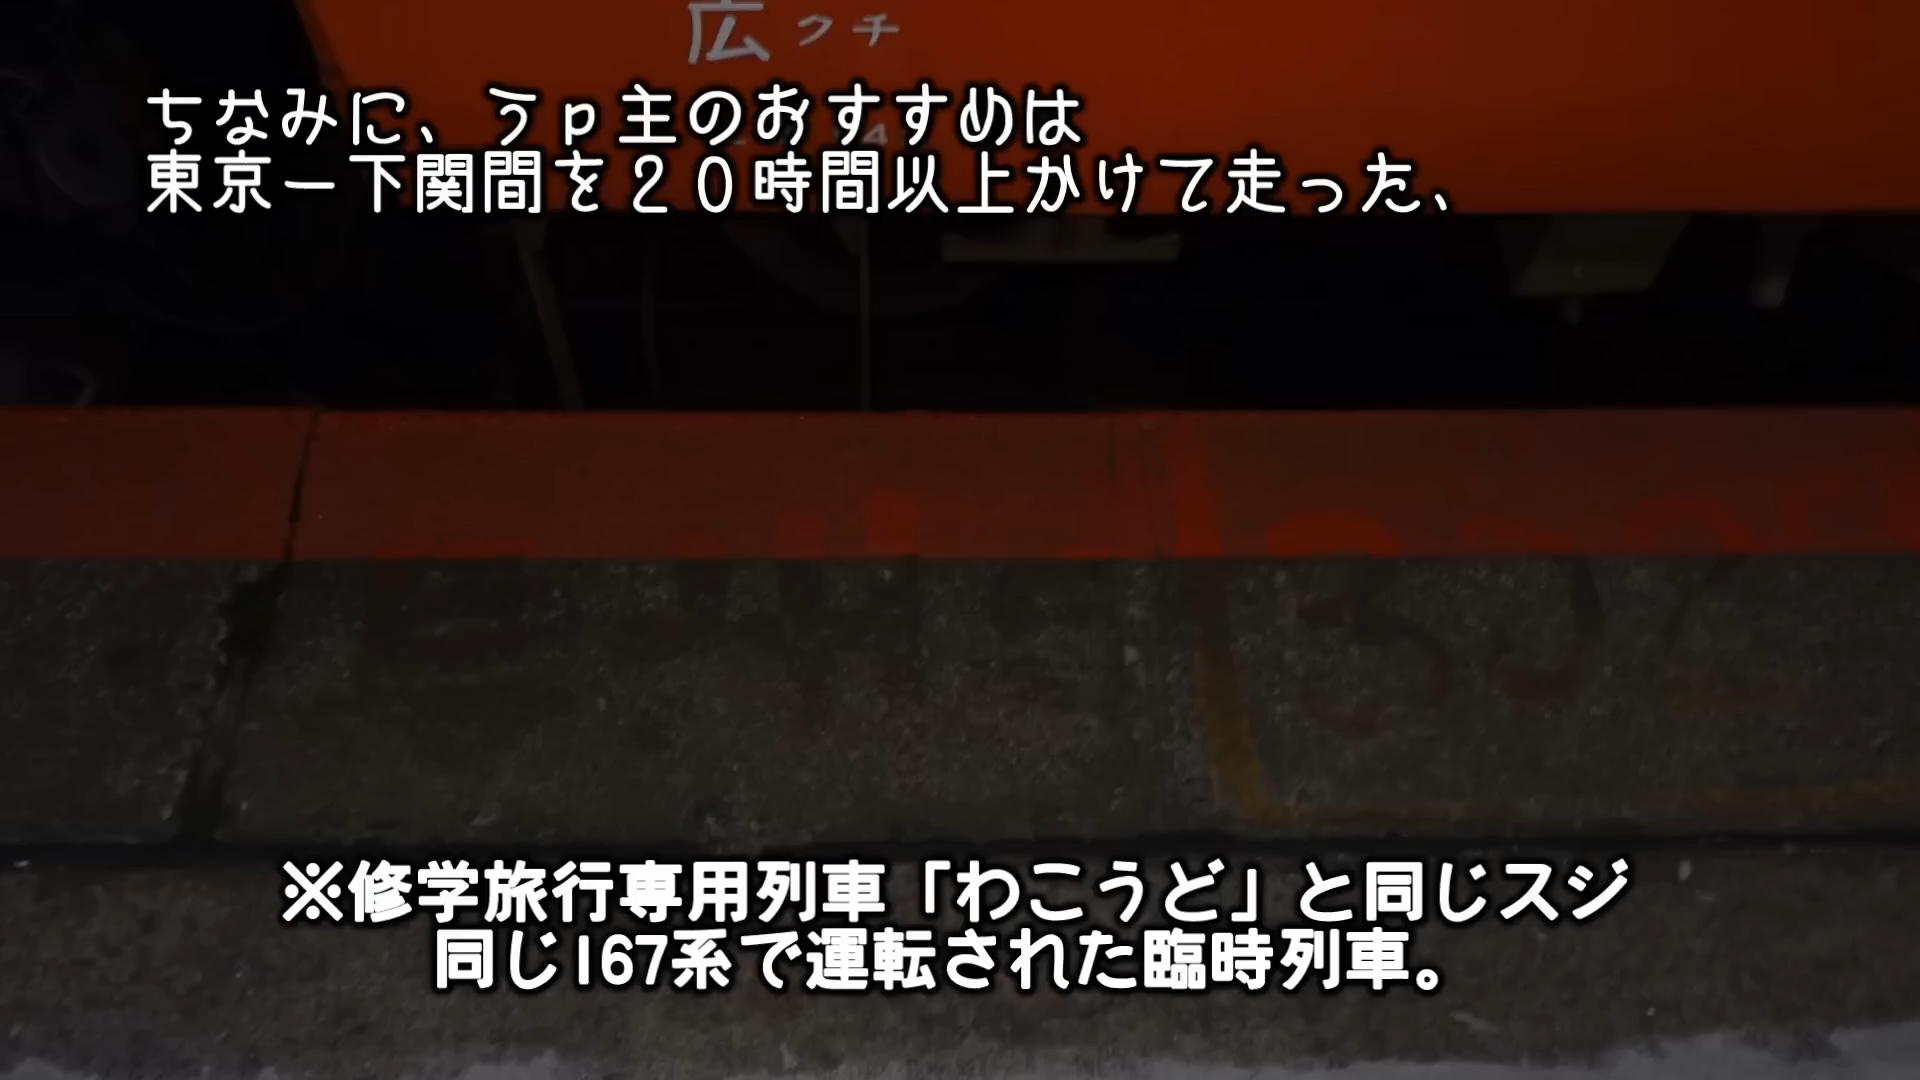 広クチ
ちなみに、うｐ主のおすすめは
東京ー下関間を２０時間以上かけて走った、
※修学旅行専用列車「わこうど」と同じスジ
同じ167系で運転された臨時列車。